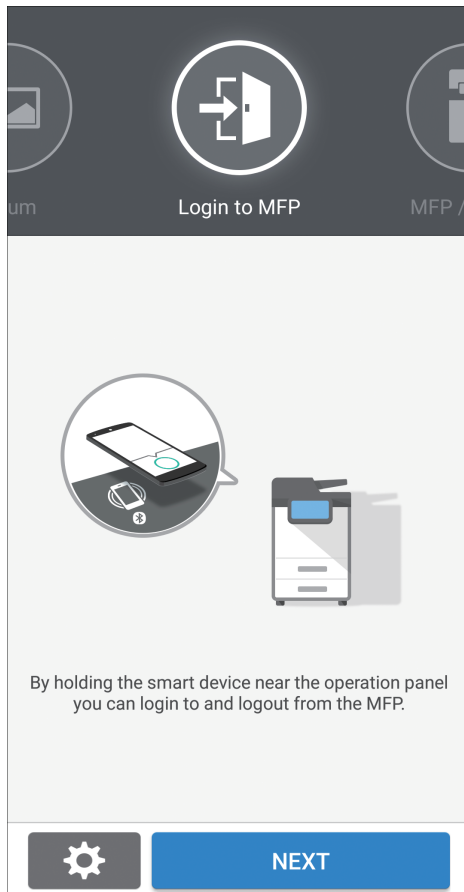 um
Login to MFP
MFP /
By holding the smart device near the operation panel
you can login to and logout from the MFP.
NEXT